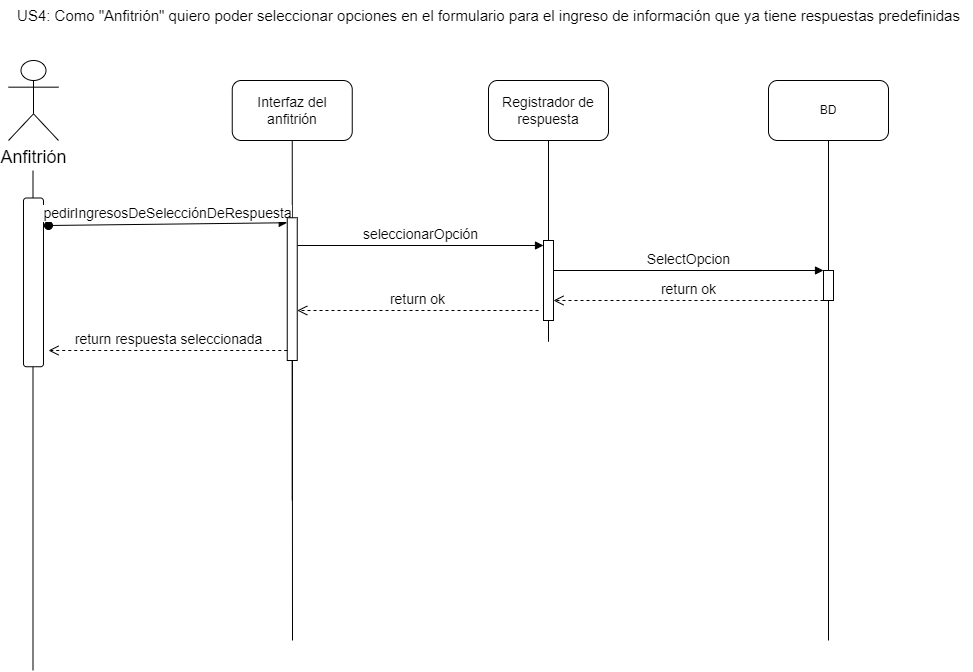 US4: Como "Anfitrión" quiero poder seleccionar opciones en el formulario para el ingreso de información que ya tiene respuestas predefinidas
Anfitrión
Interfaz del
anfitrión
Registrador de
respuesta
BD
pedirIngresosDeSelecciónDeRespuesta
seleccionarOpción
SelectOpcion
return ok
return ok
return respuesta seleccionada